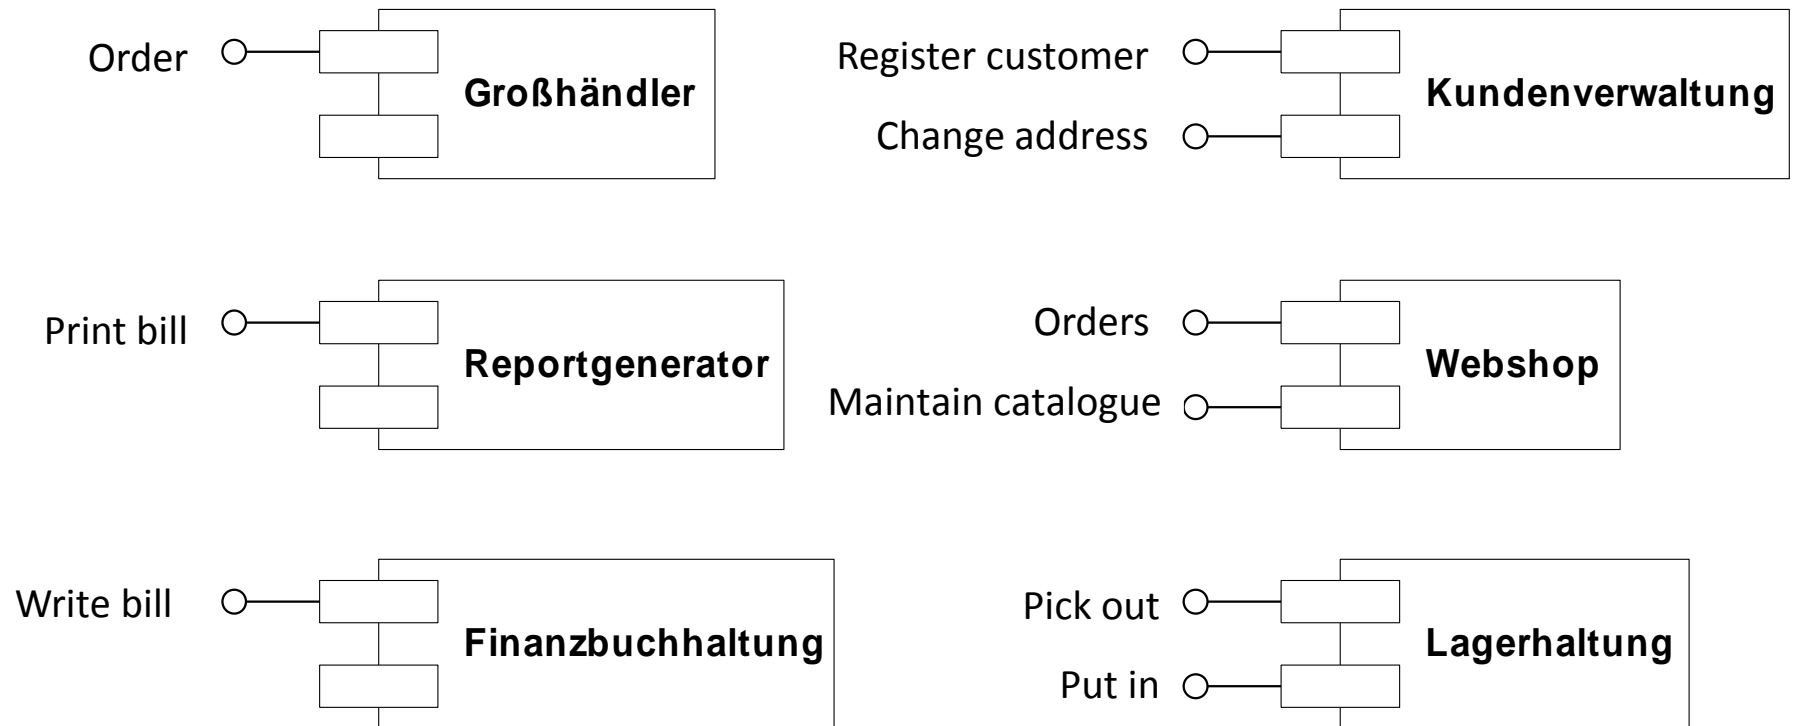 Order
Großhändler
Register customer
Kundenverwaltung
Change address
Print bill
Reportgenerator
Orders
Webshop
Maintain catalogue
Write bill
Finanzbuchhaltung
Pick out
Lagerhaltung
Put in